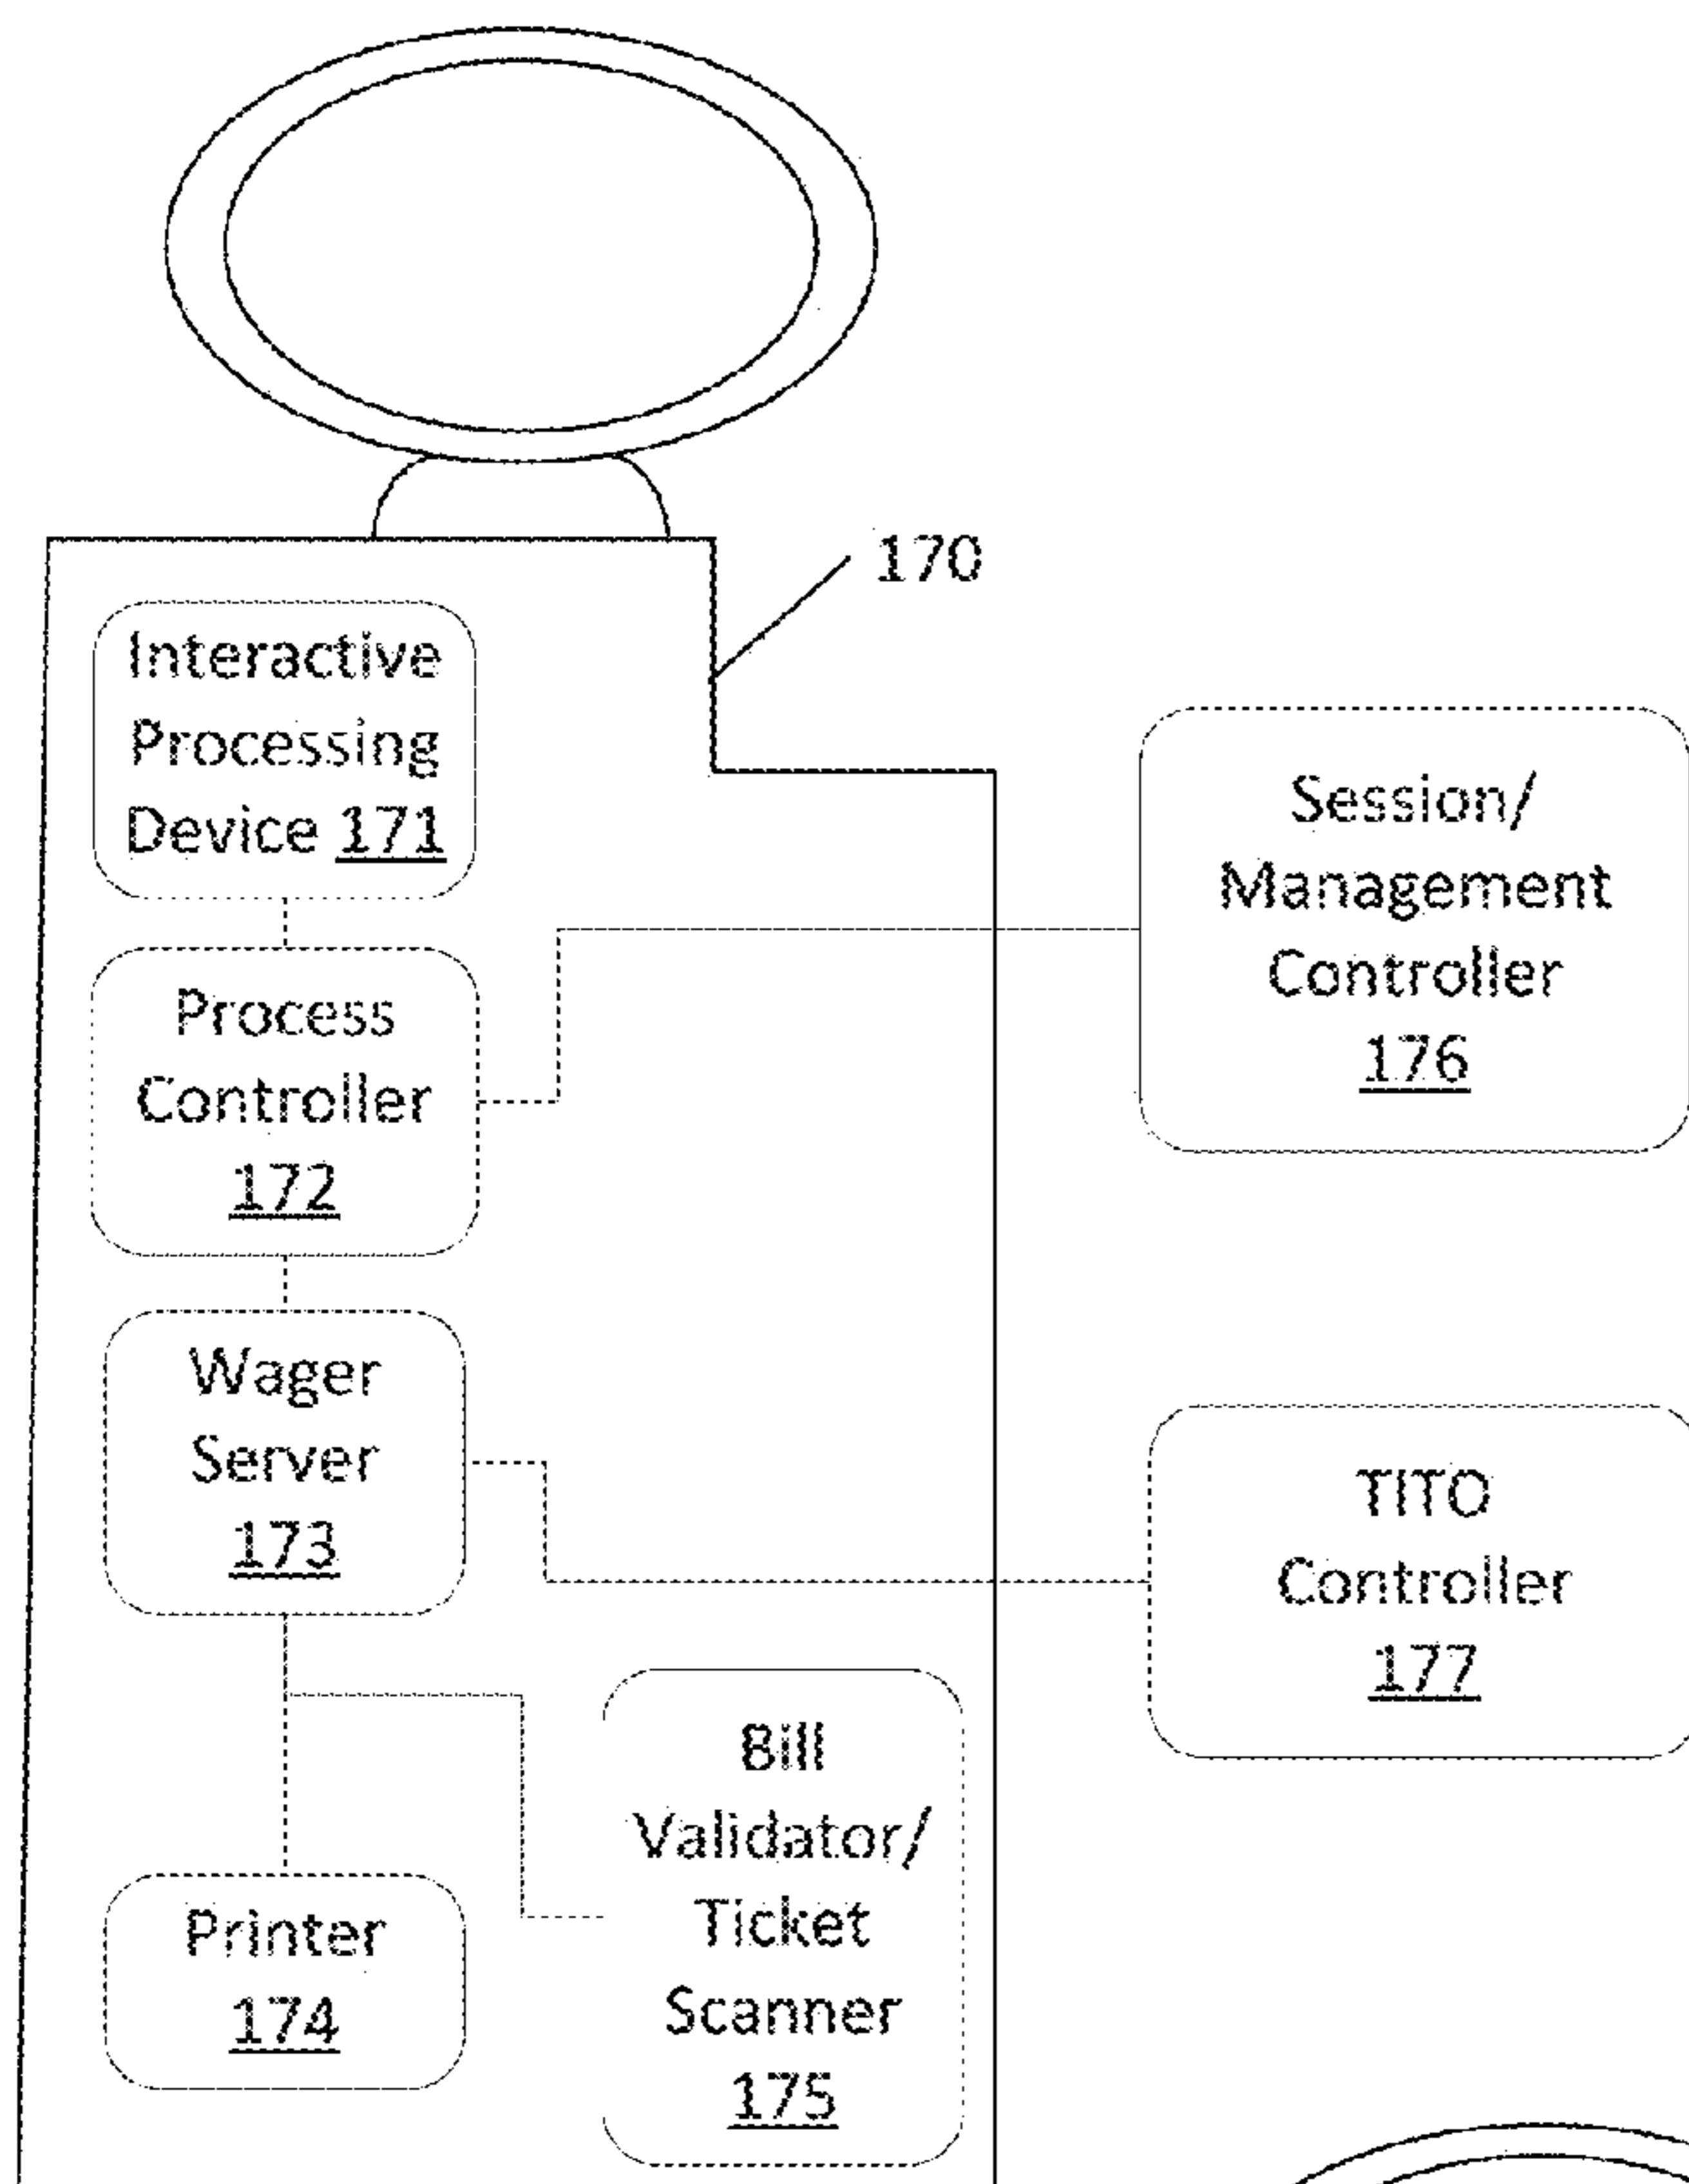 170
Interactive
Processing
Device 171
Session/
Management
Controller
176
Process
Controller
172
Wager
Server
173
TITO
Controller
177
Bill
Validator/
Ticket
Scanner
175
Printer
174